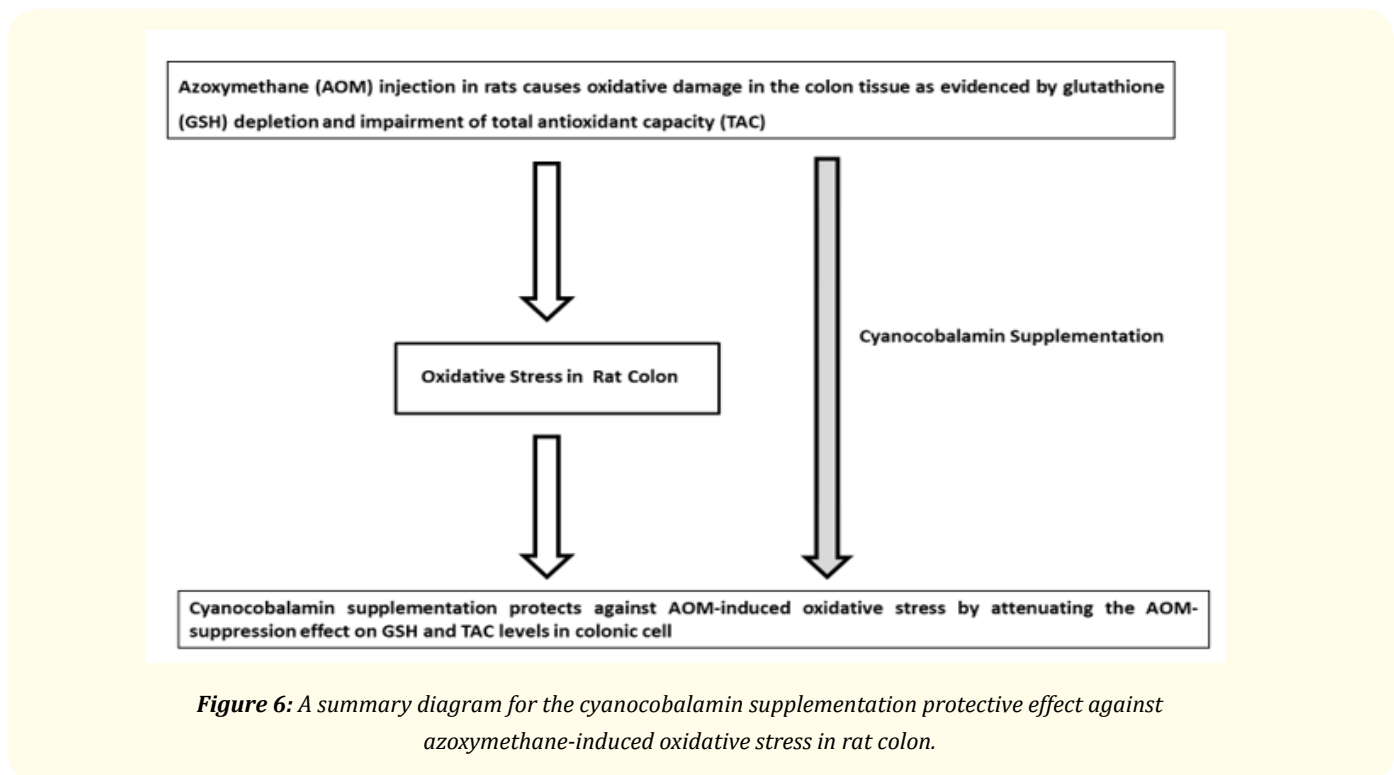 Azoxymethane (AOM) injection in rats causes oxidative damage in the colon tissue as evidenced by glutathione
(GSH) depletion and impairment of total antioxidant capacity (TAC)
Cyanocobalamin Supplementation
Oxidative Stress in Rat Colon
Cyanocobalamin supplementation protects against AOM-induced oxidative stress by attenuating the AOM-
suppression effect on GSH and TAC levels in colonic cell
Figure 6: A summary diagram for the cyanocobalamin supplementation protective effect against
azoxymethane-induced oxidative stress in rat colon.